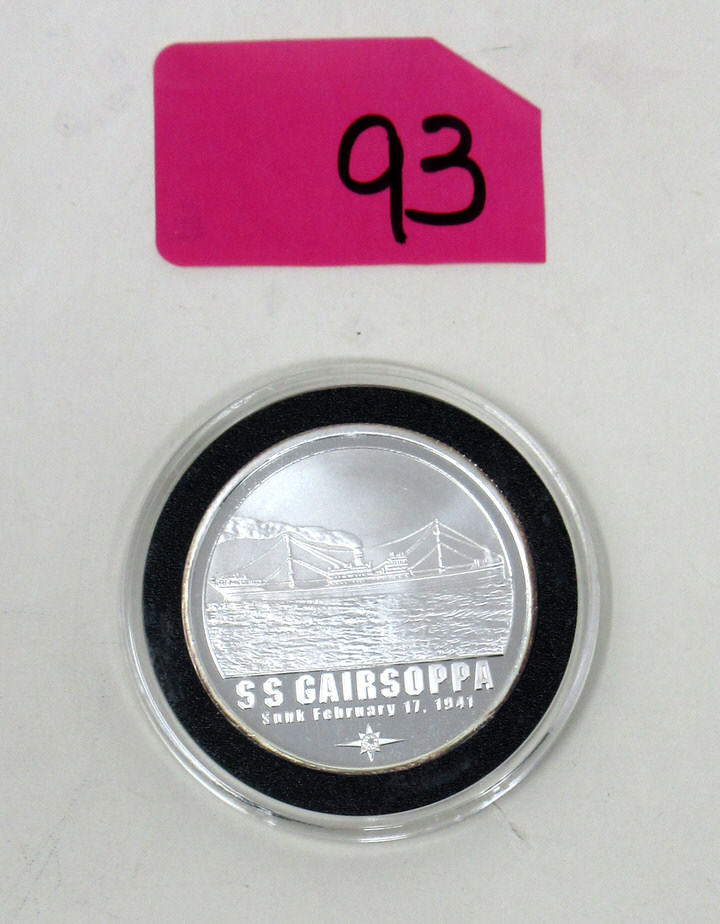 93
SS GAIRSOPPA
Sunk February 17, 1941